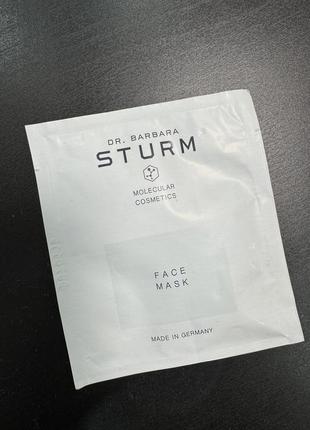 DR. BARBARA
STURM
MOLECULAR
COSMETICS
FACE
MASK
MADE IN GERMANY